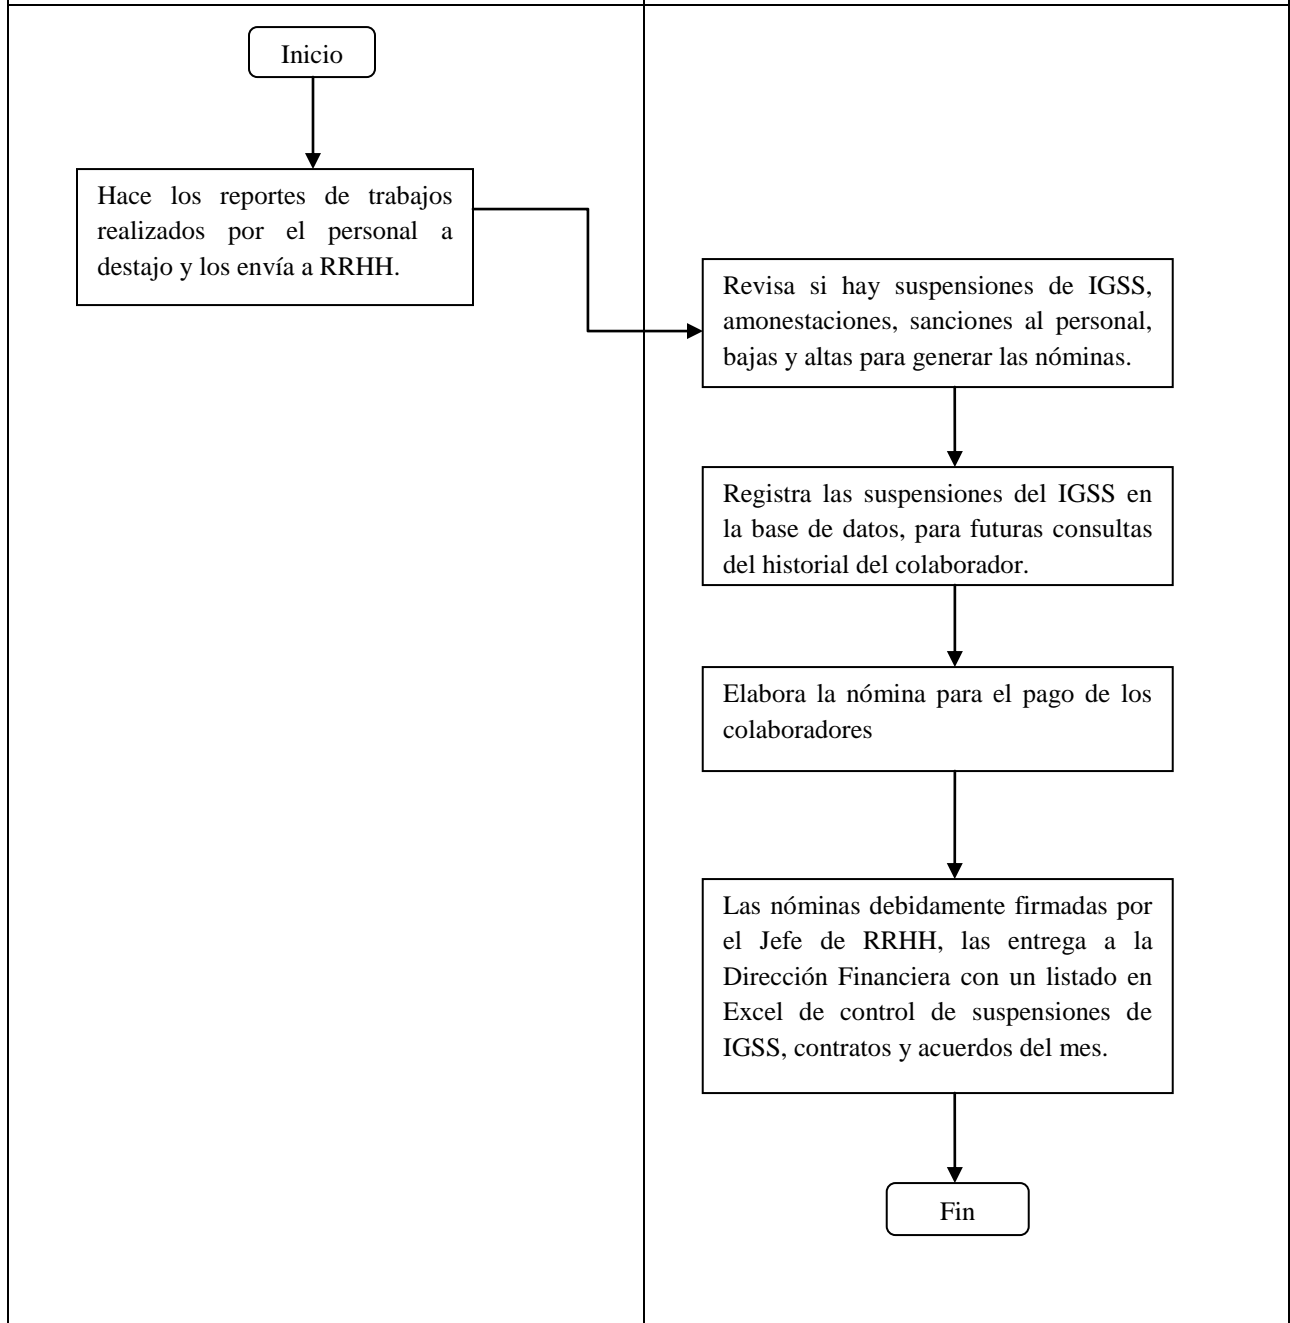 Inicio
Hace los reportes de trabajos
realizados por el personal a
destajo y los envía a RRHH.
Revisa si hay suspensiones de IGSS,
amonestaciones, sanciones al personal,
bajas y altas para generar las nóminas.
Registra las suspensiones del IGSS en
la base de datos, para futuras consultas
del historial del colaborador.
Elabora la nómina para el pago de los
colaboradores
Las nóminas debidamente firmadas por
el Jefe de RRHH, las entrega a la
Dirección Financiera con un listado en
Excel de control de suspensiones de
IGSS, contratos y acuerdos del mes.
Fin